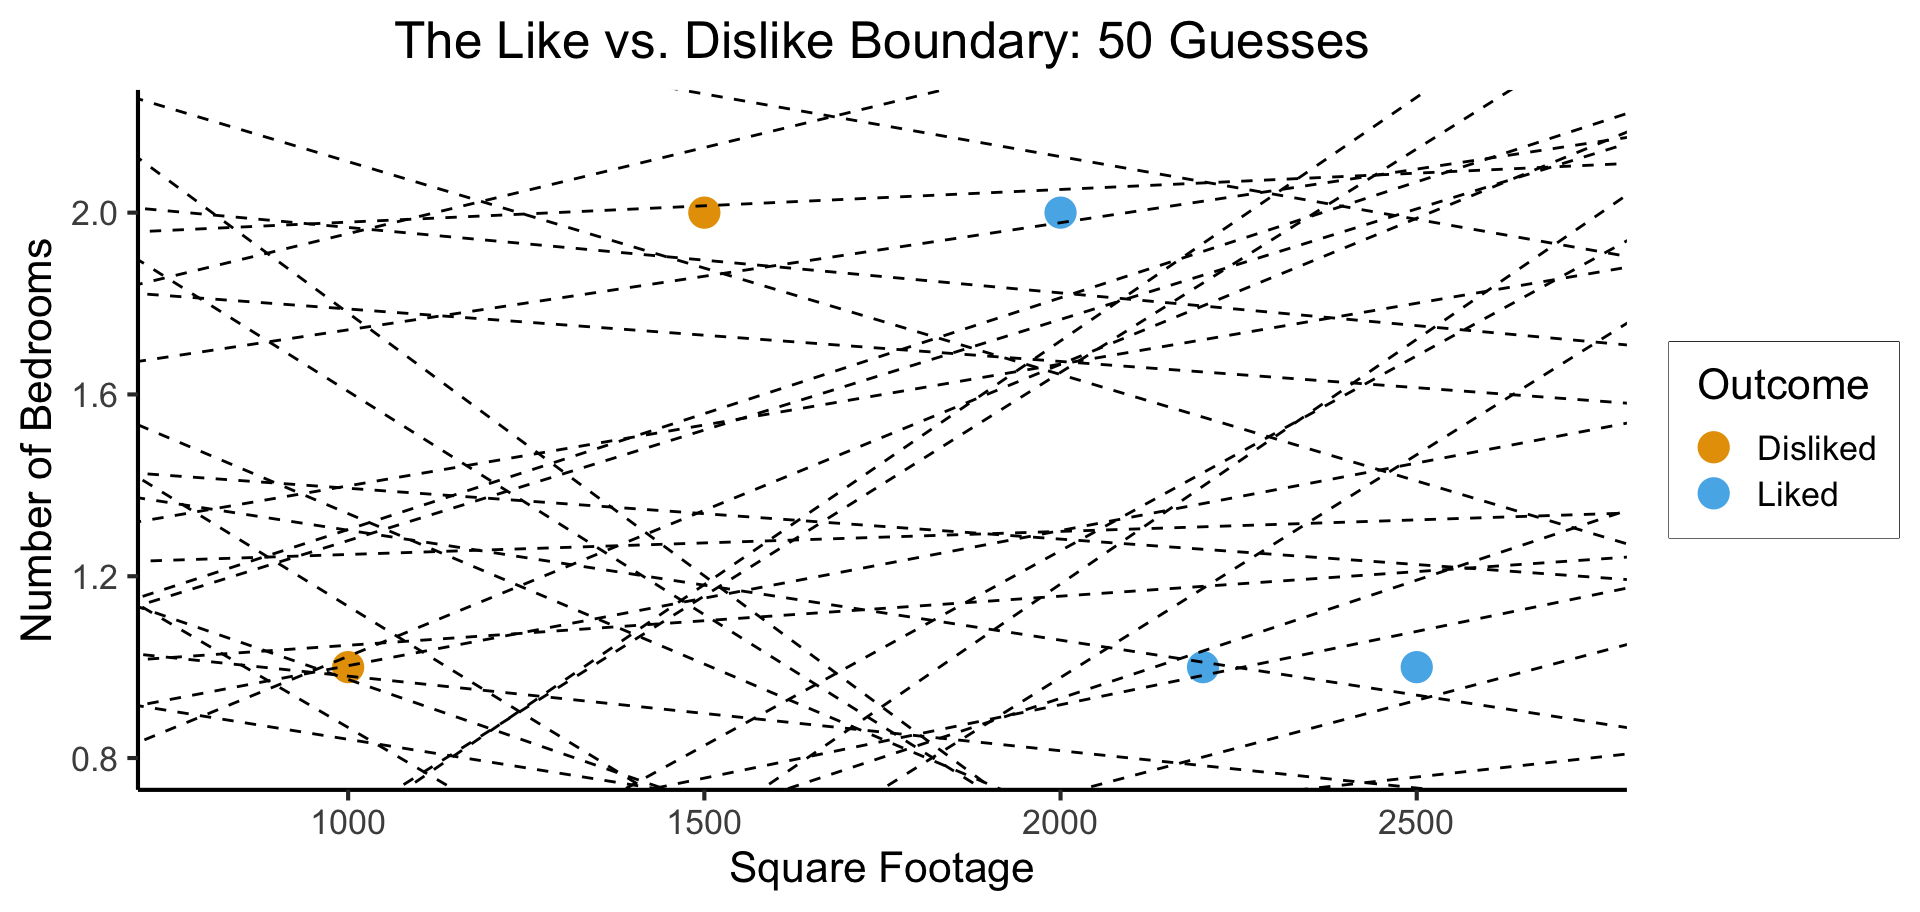 The Like vs. Dislike Boundary: 50 Guesses
Number of Bedrooms
2.0
1.6
1.2
0.8
1000 1500 2000 2500
Square Footage
Outcome
Disliked
Liked